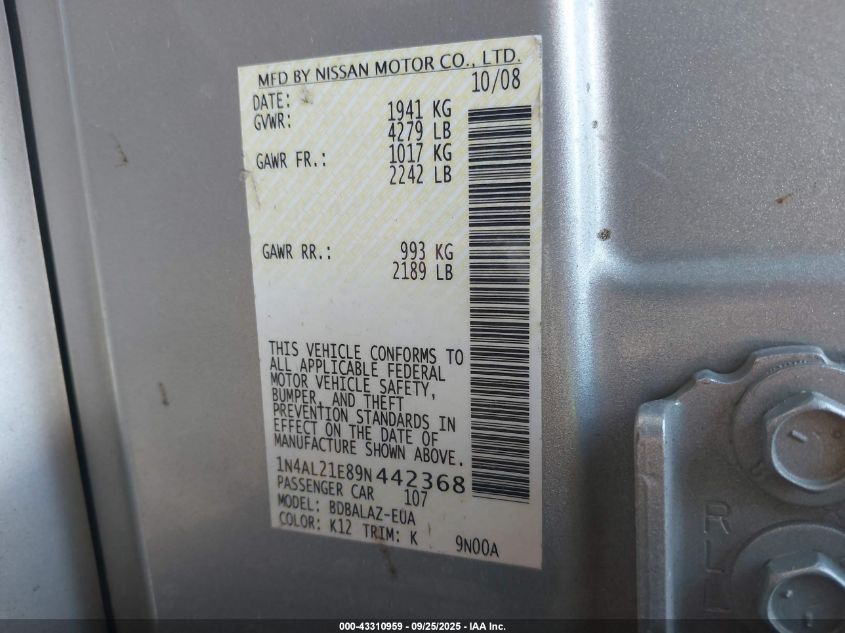 MFD BY NISSAN MOTOR CO., LTD.
DATE: 10/08
GVWR: 1941 KG
4279 LB
GAWR FR.: 1017 KG
2242 LB
GAWR RR.: 993 KG
2189 LB
THIS VEHICLE CONFORMS TO
ALL APPLICABLE FEDERAL
MOTOR VEHICLE SAFETY,
BUMPER, AND THEFT
PREVENTION STANDARDS IN
EFFECT ON THE DATE OF
MANUFACTURE SHOWN ABOVE.
1N4AL21E89N442368
PASSENGER CAR 107
MODEL: BDBALAZ-EUA
COLOR: K12 TRIM: K 9N00A
000-43310959 - 09/25/2025 - IAA Inc.